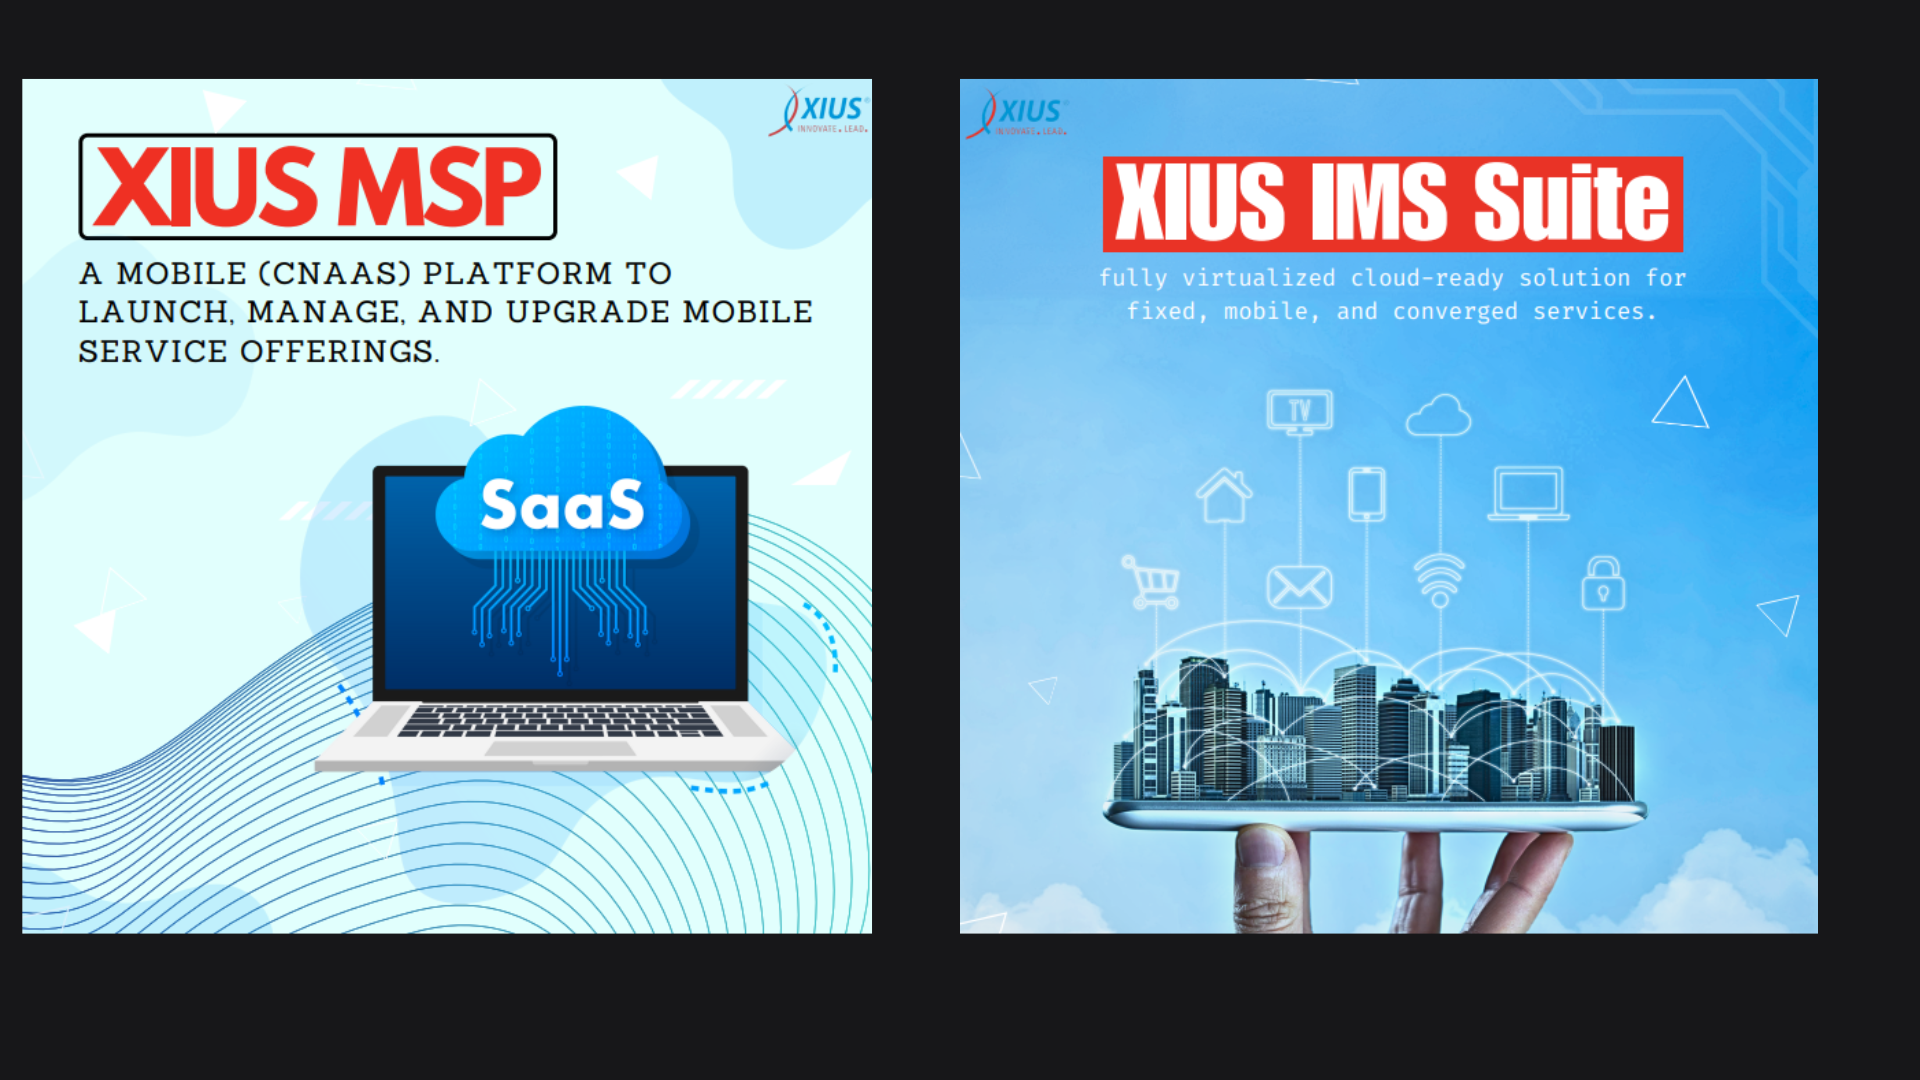 XIUS
INNOVATE. LEAD.
XIUS MSP
A MOBILE (CNAAS) PLATFORM TO
LAUNCH, MANAGE, AND UPGRADE MOBILE
SERVICE OFFERINGS.
SaaS
XIUS
INNOVATE. LEAD.
XIUS IMS Suite
fully virtualized cloud-ready solution for
fixed, mobile, and converged services.
TV